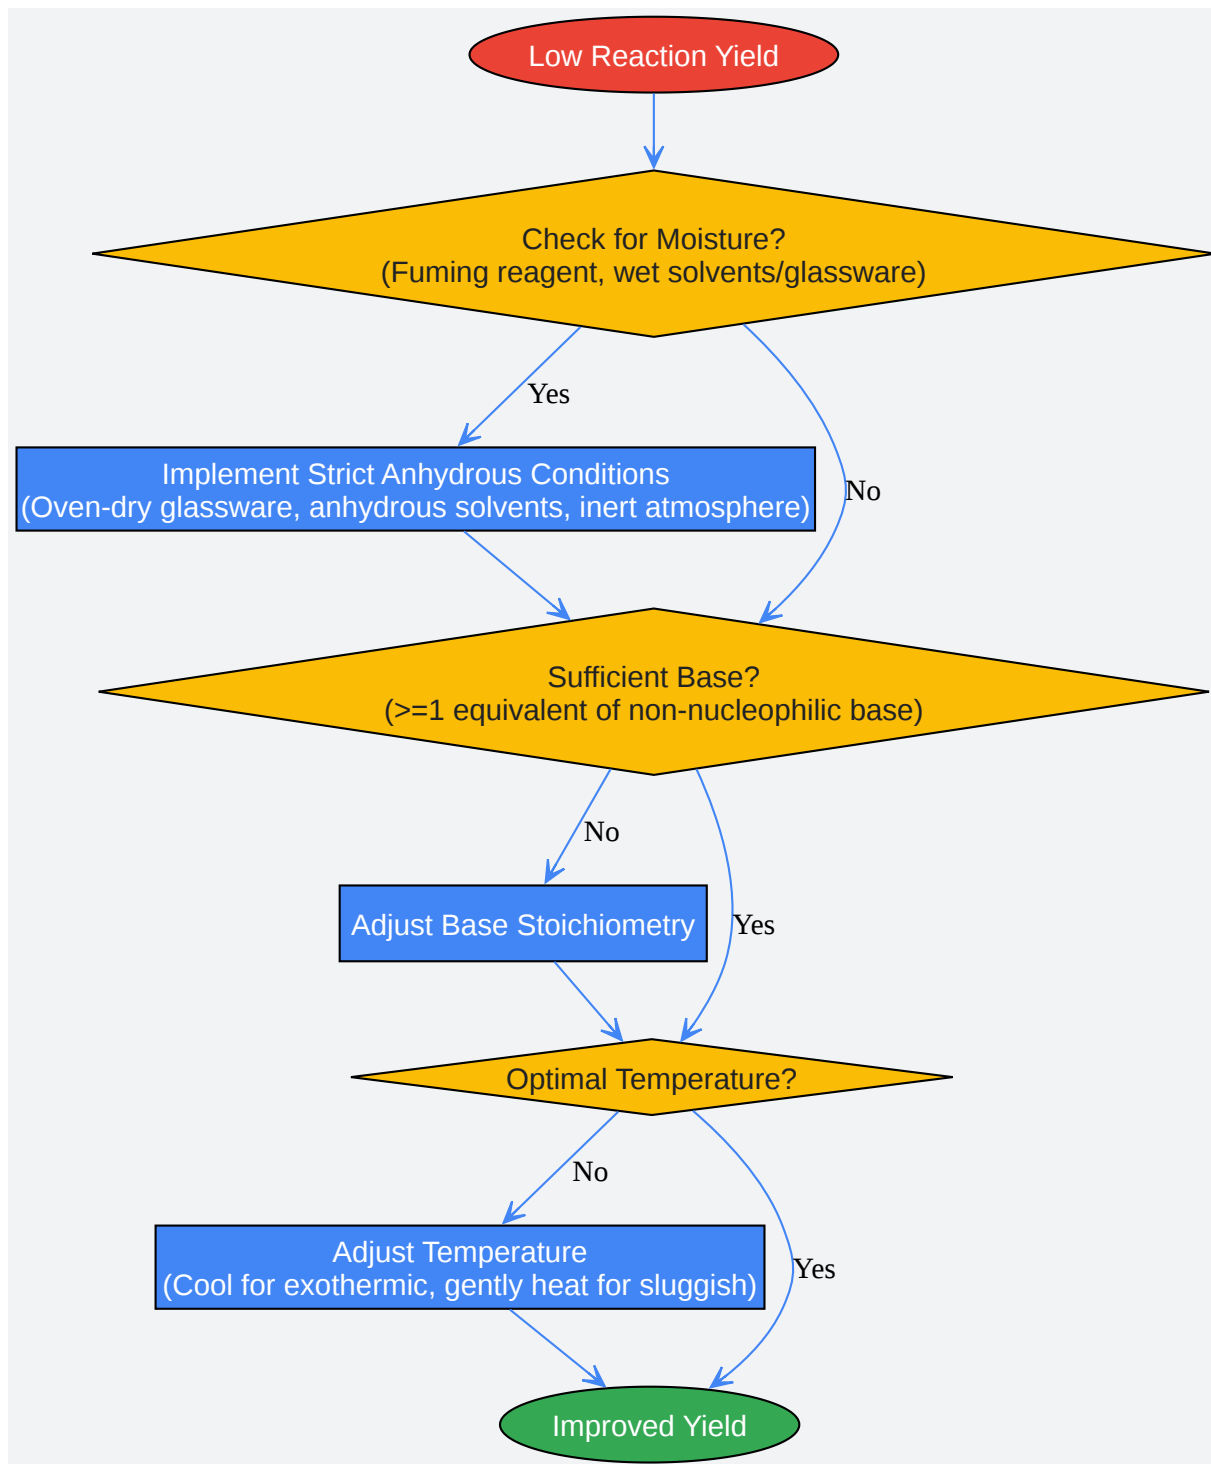 Low Reaction Yield
Check for Moisture?
(Fuming reagent, wet solvents/glassware)
Yes
Implement Strict Anhydrous Conditions
(Oven-dry glassware, anhydrous solvents, inert atmosphere)
No
Sufficient Base?
(>=1 equivalent of non-nucleophilic base)
No
Adjust Base Stoichiometry
Yes
Optimal Temperature?
No
Adjust Temperature
(Cool for exothermic, gently heat for sluggish)
Yes
Improved Yield